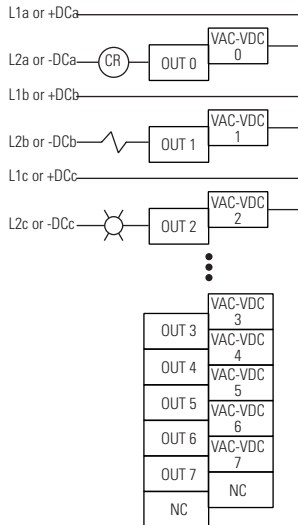 L1a or +DCa
VAC-VDC
0
L2a or -DCa
CR
OUT 0
L1b or +DCb
VAC-VDC
1
L2b or -DCb
OUT 1
L1c or +DCc
VAC-VDC
2
L2c or -DCc
OUT 2
VAC-VDC
3
OUT 3
VAC-VDC
4
OUT 4
VAC-VDC
5
OUT 5
VAC-VDC
6
OUT 6
VAC-VDC
7
OUT 7
NC
NC